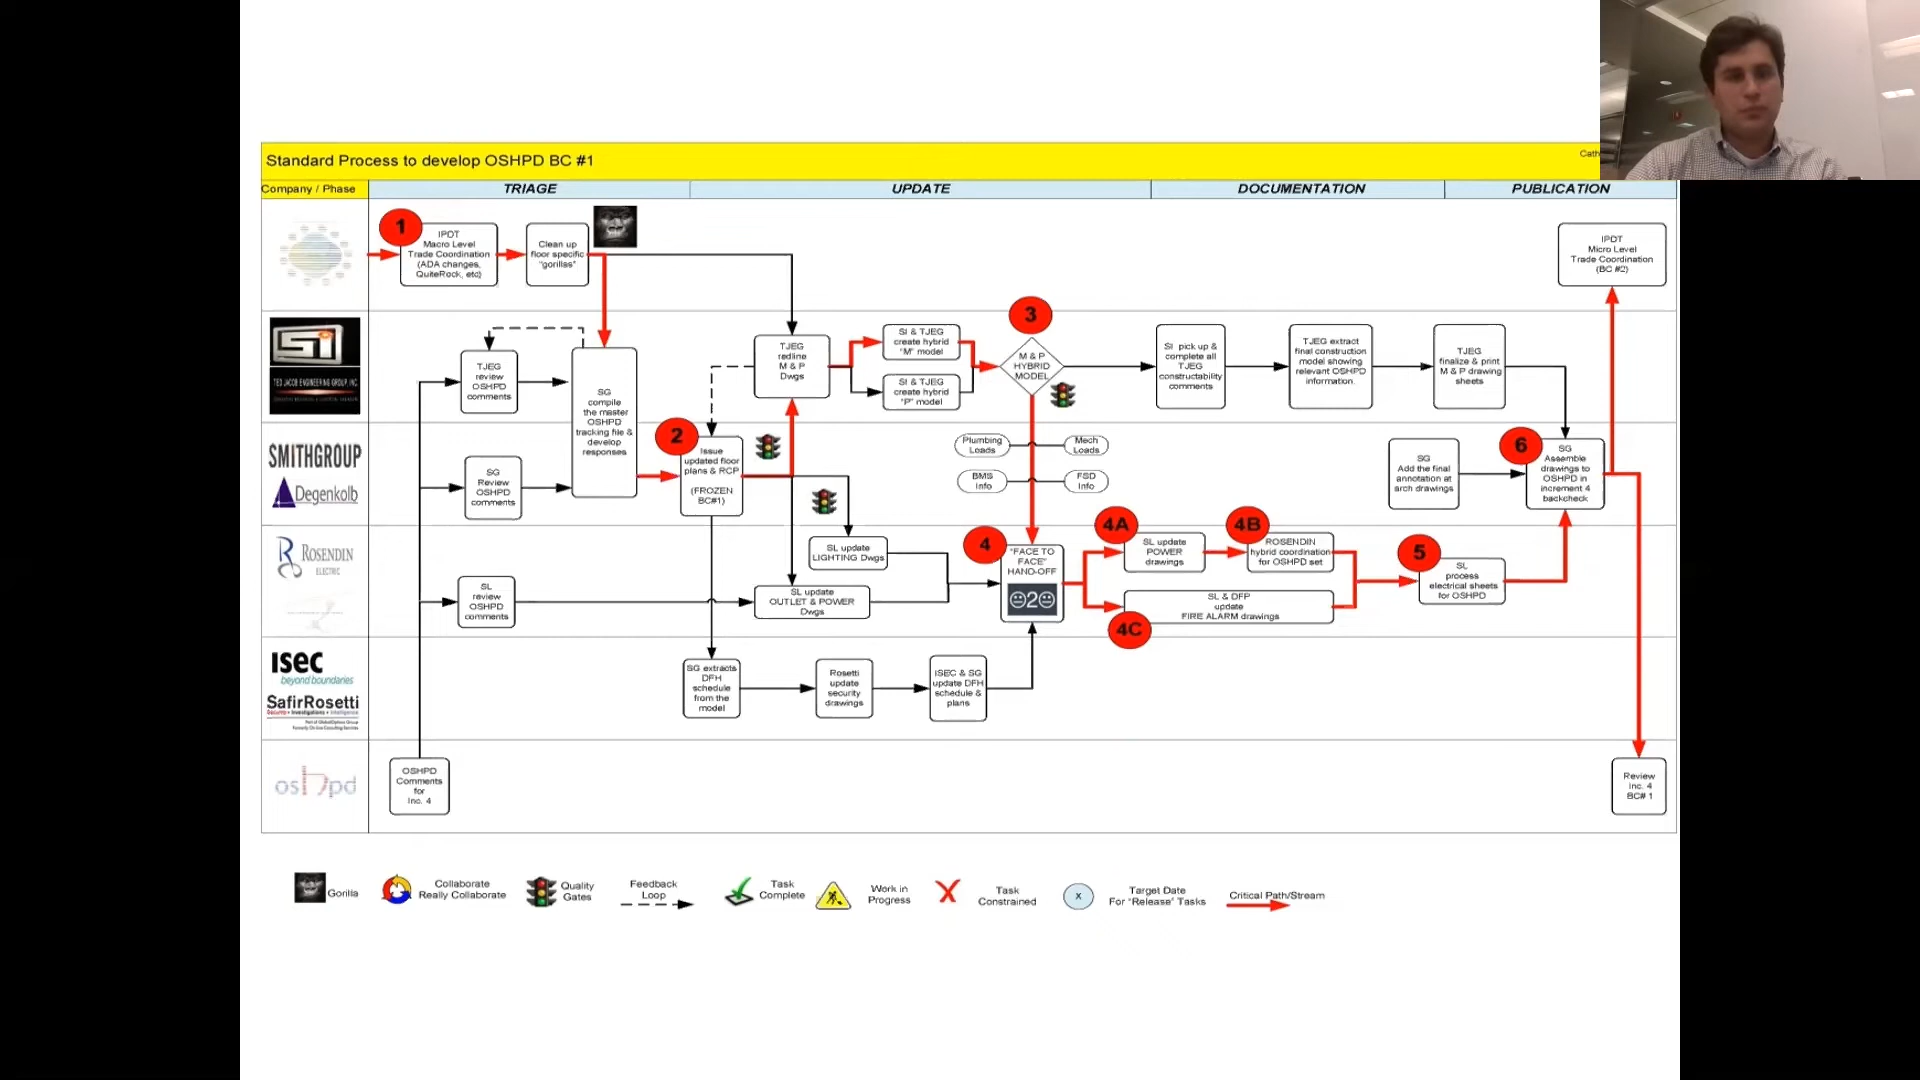 Standard Process to develop OSHPD BC #1
Cath
Company / Phase
TRIAGE
UPDATE
DOCUMENTATION
PUBLICATION
1
IPDT
Macro Level
Trade Coordination
(ADA changes,
QuiteRock, etc)
Clean up
floor specific
"gorillas"
IPDT
Micro Level
Trade Coordination
(BC #2)
SI
TED JACOB ENGINEERING GROUP, INC.
TJEG
review
OSHPD
comments
SG
compile
the master
OSHPD
tracking file &
develop
responses
TJEG
redline
M & P
Dwgs
SI & TJEG
create hybrid
"M" model
SI & TJEG
create hybrid
"P" model
3
M & P
HYBRID
MODEL
SI pick up &
complete all
TJEG
constructability
comments
TJEG extract
final construction
model showing
relevant OSHPD
information.
TJEG
finalize & print
M & P drawing
sheets
SMITHGROUP
Degenkolb
SG
Review
OSHPD
comments
2
Issue
updated floor
plans & RCP
(FROZEN
BC#1)
Plumbing
Loads
Mech
Loads
BMS
Info
FSD
Info
SG
Add the final
annotation at
arch drawings
6
SG
Assemble
drawings to
OSHPD in
increment 4
backcheck
ROSENDIN
ELECTRIC
SL
review
OSHPD
comments
SL update
LIGHTING Dwgs
SL update
OUTLET & POWER
Dwgs
4
"FACE TO
FACE"
HAND-OFF
2
4A
SL update
POWER
drawings
4B
ROSENDIN
hybrid coordination
for OSHPD set
4C
SL & DFP
update
FIRE ALARM drawings
5
SL
process
electrical sheets
for OSHPD
ISEC
beyond boundaries
SafirRosetti
Security • Investigations • Intelligence
SG extracts
DFH
schedule
from the
model
Rosetti
update
security
drawings
ISEC & SG
update DFH
schedule &
plans
oshpd
OSHPD
Comments
for
Inc. 4
Review
Inc. 4
BC# 1
Gorilla
Collaborate
Really Collaborate
Quality
Gates
Feedback
Loop
Task
Complete
Work in
Progress
Task
Constrained
X
Target Date
For "Release" Tasks
Critical Path/Stream